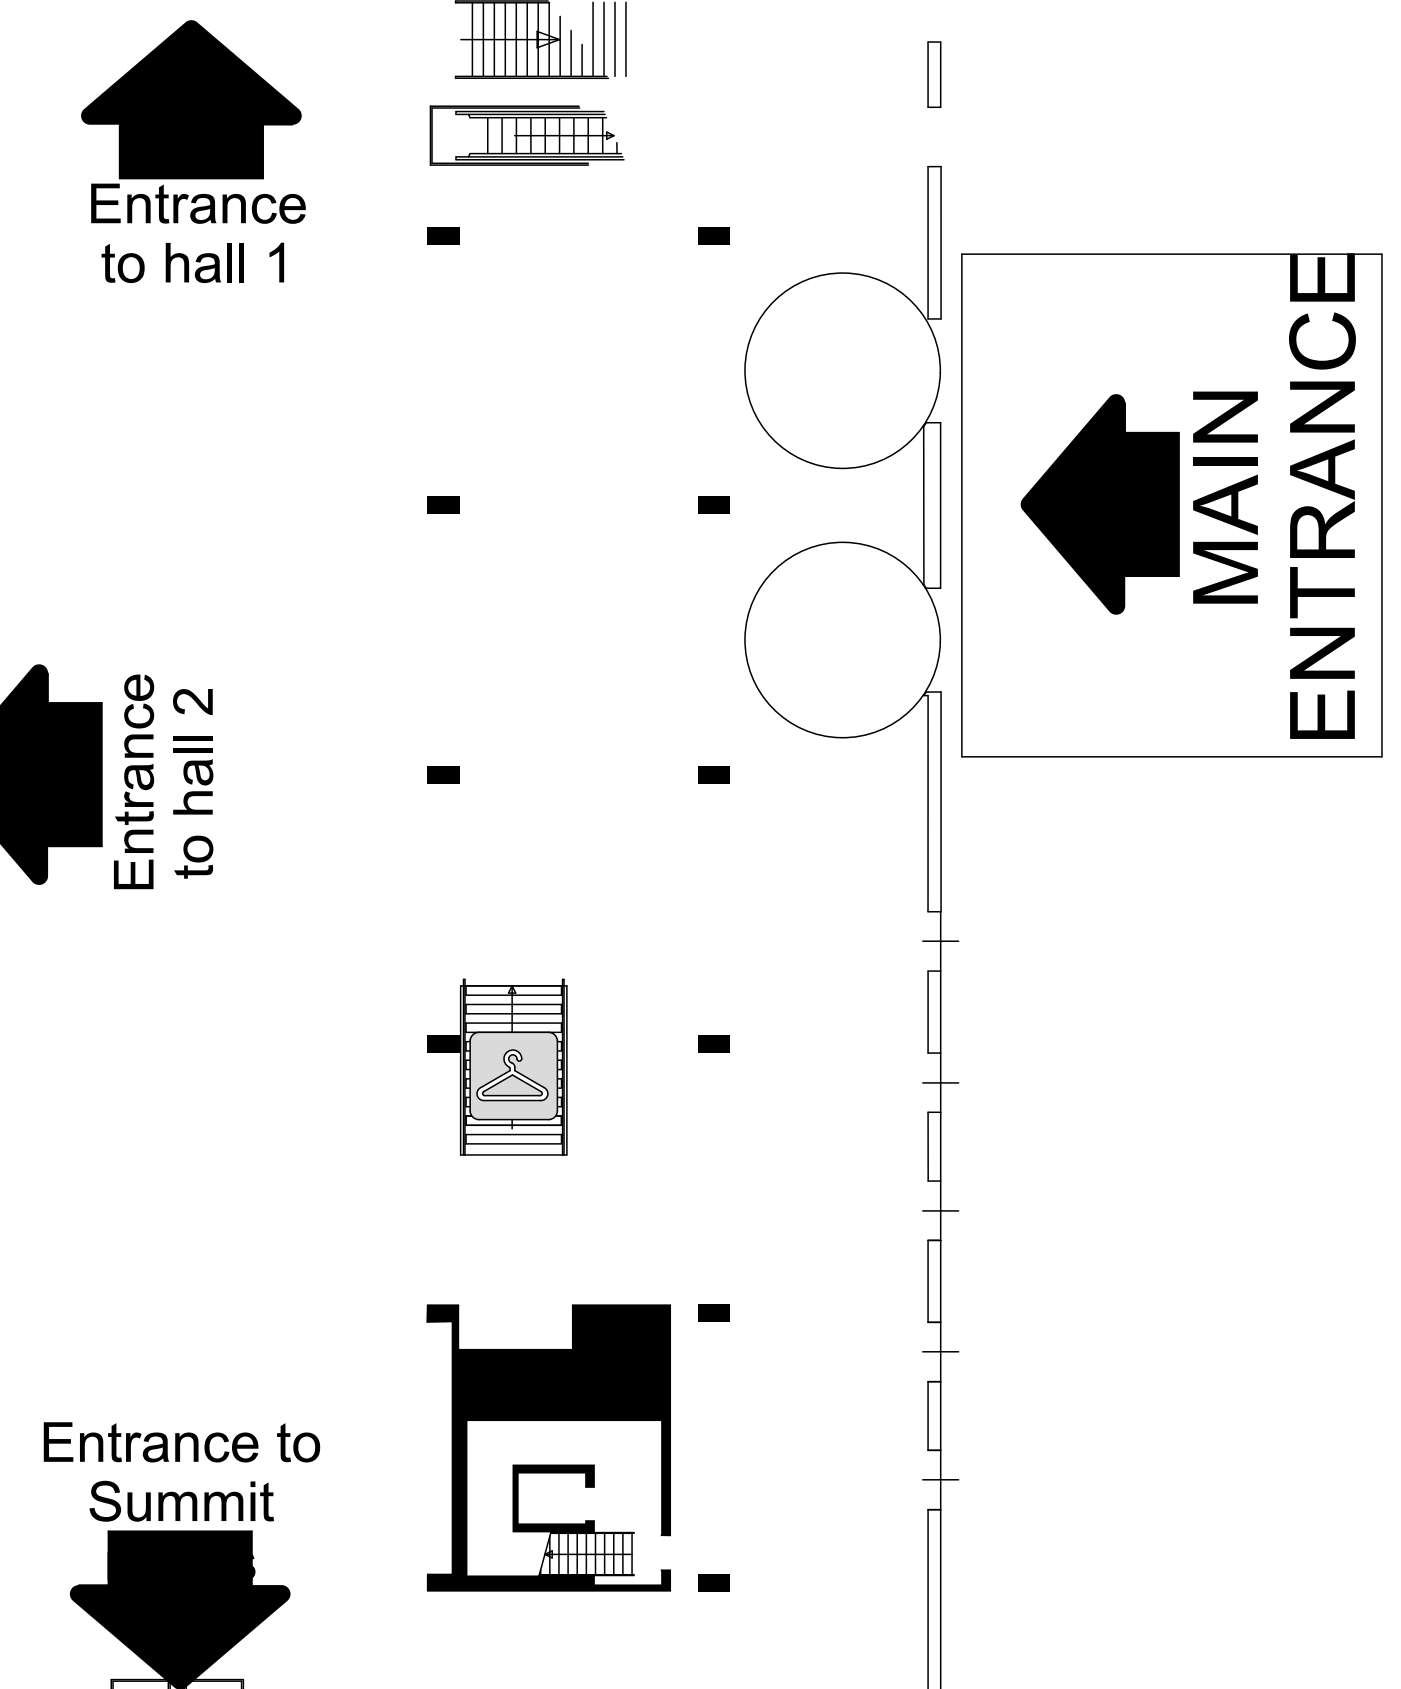 Entrance
to hall 1
MAIN
ENTRANCE
Entrance
to hall 2
Entrance to
Summit